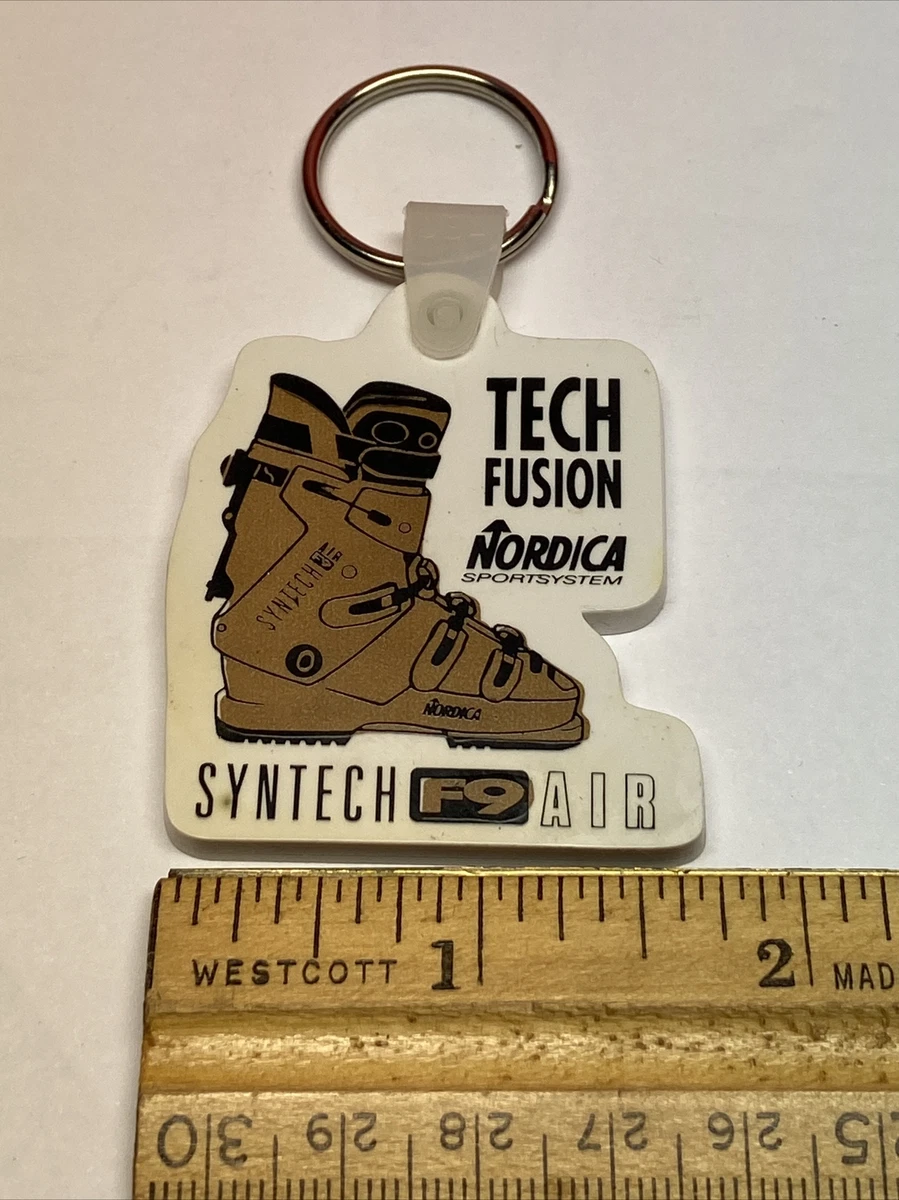 TECH
FUSION
NORDICA
SPORTSYSTEM
SYNTECH
NORDICA
SYNTECH F9 AIR
1 2
WESTCOTT MAD
30 29 28 27 26 25